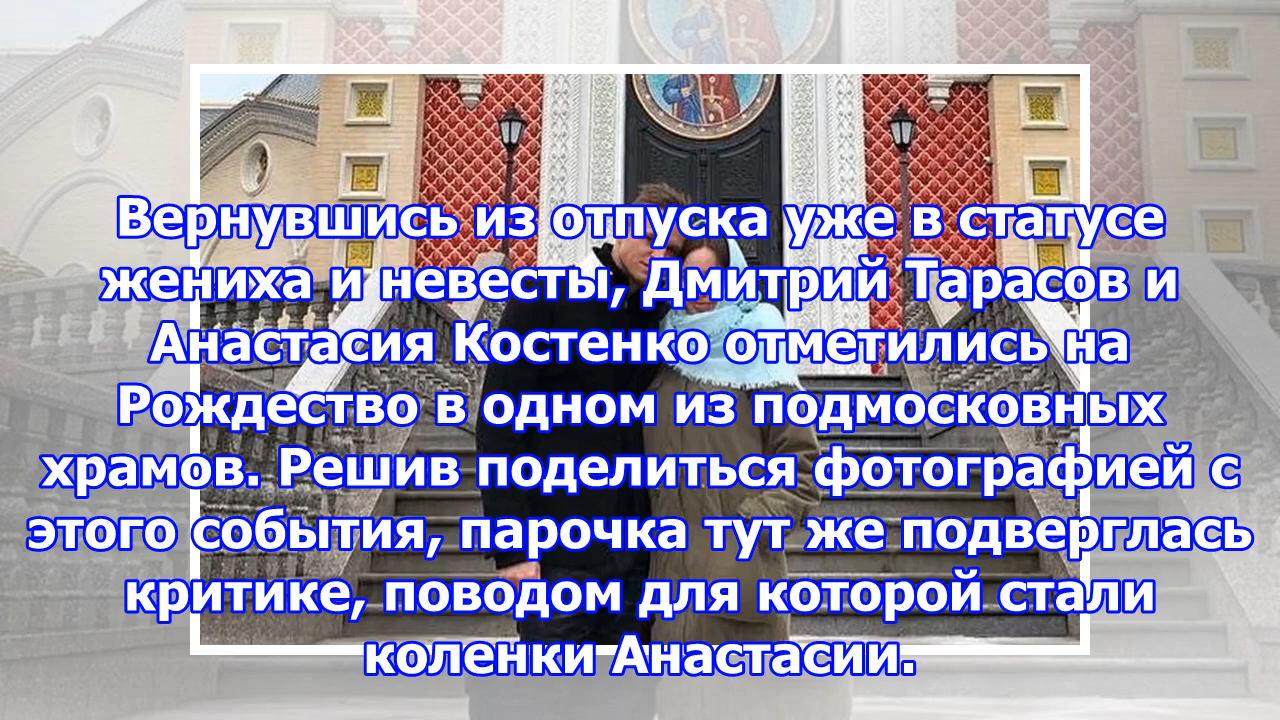 Вернувшись из отпуска уже в статусе
жениха и невесты, Дмитрий Тарасов и
Анастасия Костенко отметились на
Рождество в одном из подмосковных
храмов. Решив поделиться фотографией с
этого события, парочка тут же подверглась
критике, поводом для которой стали
коленки Анастасии.